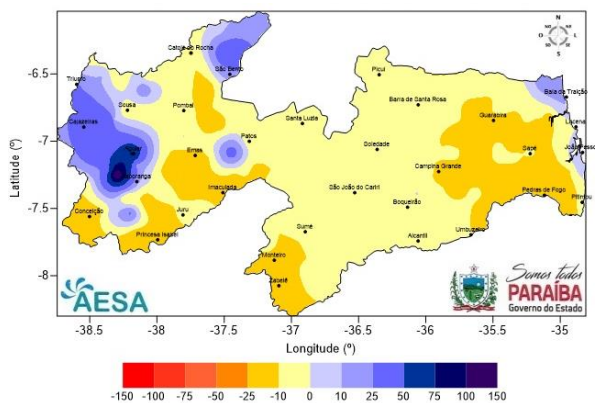 Catolé do Rocha
São Bento
Triunfo
Picuí
Baía da Traição
Sousa
Pombal
Barra de Santa Rosa
Cajazeiras
Santa Luzia
Guarabira
Lucena
Patos
Soledade
Sapé
João Pessoa
Emas
Campina Grande
Itaporanga
Imaculada
São João do Cariri
Pedras de Fogo
Pitimbu
Conceição
Juru
Boqueirão
Princesa Isabel
Sumé
Alcantil
Umbuzeiro
Monteiro
Zabelê
N
NO
NE
O
L
SO
SE
S
-6.5
-7
-7.5
-8
Latitude (º)
AESA
Somos todos
PARAÍBA
Governo do Estado
-38.5 -38 -37.5 -37 -36.5 -36 -35.5 -35
Longitude (º)
-150 -100 -75 -50 -25 -10 0 10 25 50 75 100 150